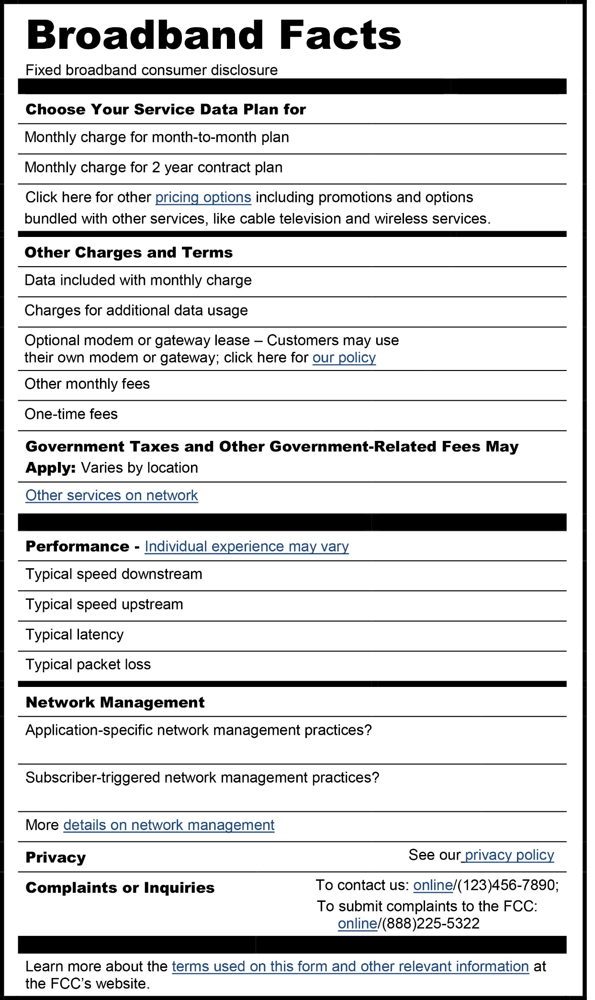 Broadband Facts
Fixed broadband consumer disclosure
Choose Your Service Data Plan for
Monthly charge for month-to-month plan
Monthly charge for 2 year contract plan
Click here for other pricing options including promotions and options
bundled with other services, like cable television and wireless services.
Other Charges and Terms
Data included with monthly charge
Charges for additional data usage
Optional modem or gateway lease – Customers may use
their own modem or gateway; click here for our policy
Other monthly fees
One-time fees
Government Taxes and Other Government-Related Fees May
Apply: Varies by location
Other services on network
Performance - Individual experience may vary
Typical speed downstream
Typical speed upstream
Typical latency
Typical packet loss
Network Management
Application-specific network management practices?
Subscriber-triggered network management practices?
More details on network management
Privacy
See our privacy policy
Complaints or Inquiries
To contact us: online/(123)456-7890;
To submit complaints to the FCC:
online/(888)225-5322
Learn more about the terms used on this form and other relevant information at
the FCC’s website.